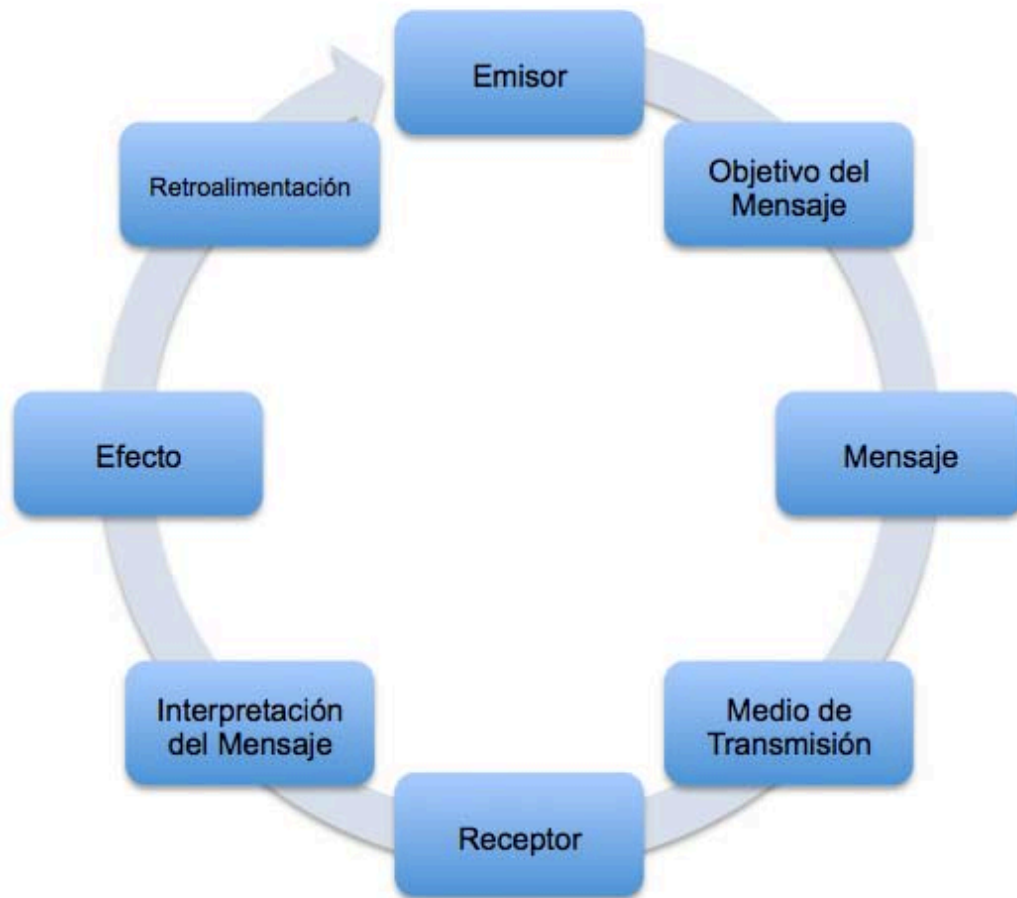 Emisor
Objetivo del
Mensaje
Mensaje
Medio de
Transmisión
Receptor
Interpretación
del Mensaje
Efecto
Retroalimentación